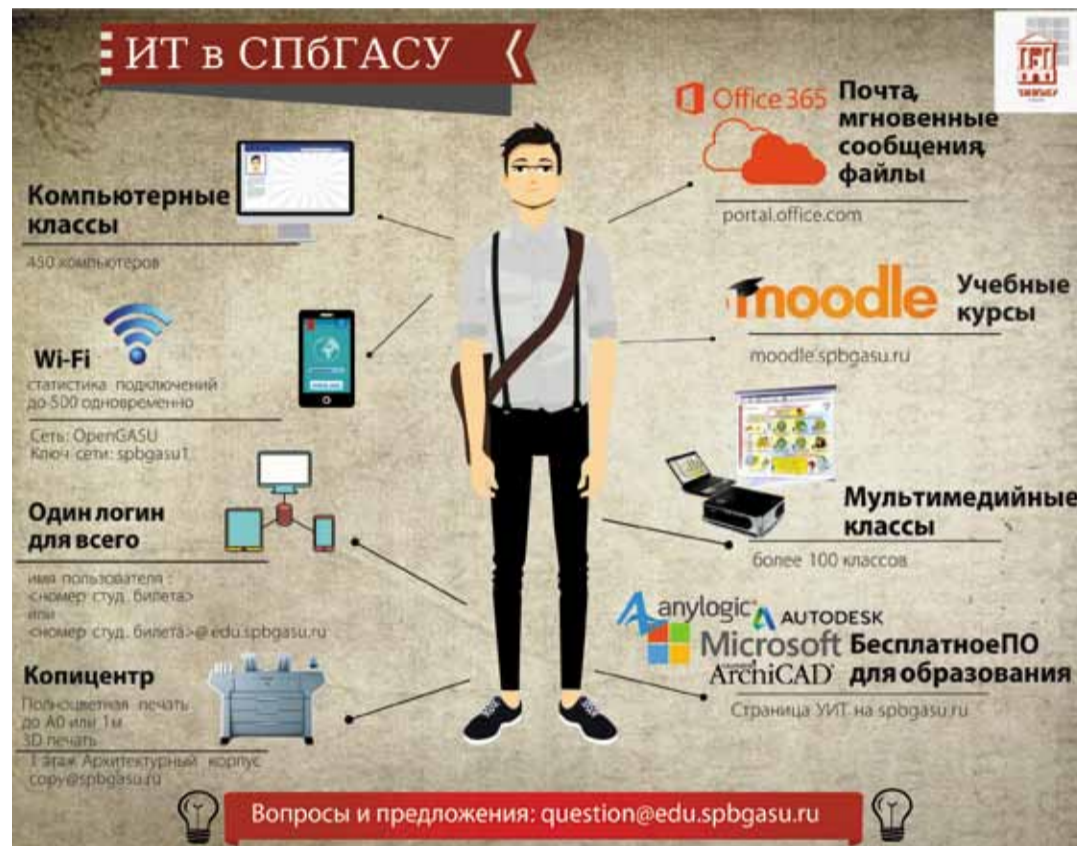 ИТ в СПбГАСУ
Компьютерные
классы
450 компьютеров
Wi-Fi
статистика подключений
до 500 одновременно
Сеть: OpenGASU
Ключ сети: spbgasu1
Один логин
для всего
имя пользователя :
<номер студ. билета>
или
<номер студ. билета>@edu.spbgasu.ru
Копицентр
Полноцветная печать
до А0 или 1м
3D печать
1 этаж Архитектурный корпус
copy@spbgasu.ru
Office 365
Почта,
мгновенные
сообщения,
файлы
portal.office.com
moodle
Учебные
курсы
moodle.spbgasu.ru
Мультимедийные
классы
более 100 классов
anylogic
AUTODESK
Microsoft
ArchiCAD
Бесплатное ПО
для образования
Страница УИТ на spbgasu.ru
Вопросы и предложения: question@edu.spbgasu.ru